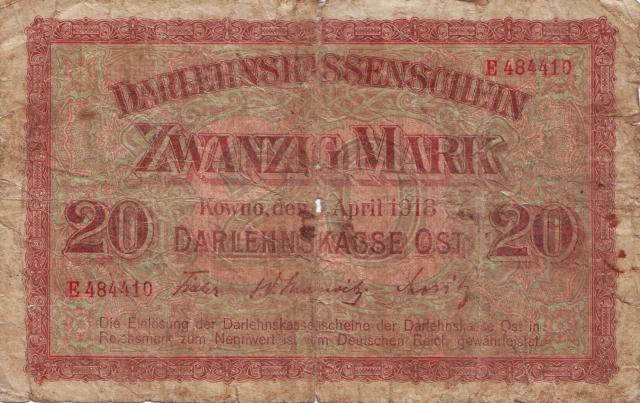 DARLEHNSKASSENSCHEIN
E 484410
ZWANZIG MARK
20
Kowno, den 4. April 1918
20
DARLEHNSKASSE OST
E 484410
Die Einlösung der Darlehnskassenscheine der Darlehnskasse Ost in
Reichsmark zum Nennwert ist vom Deutschen Reich gewährleistet